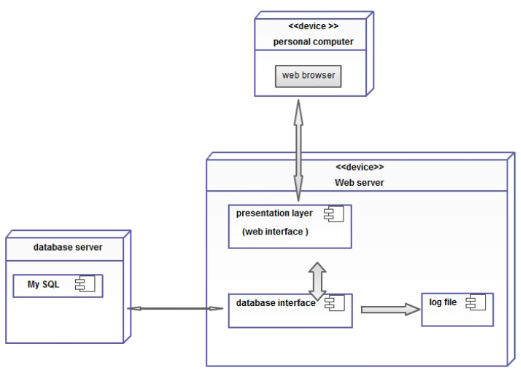 <<device >>
personal computer
web browser
<<device>>
Web server
presentation layer
(web interface )
database server
My SQL
database interface
log file